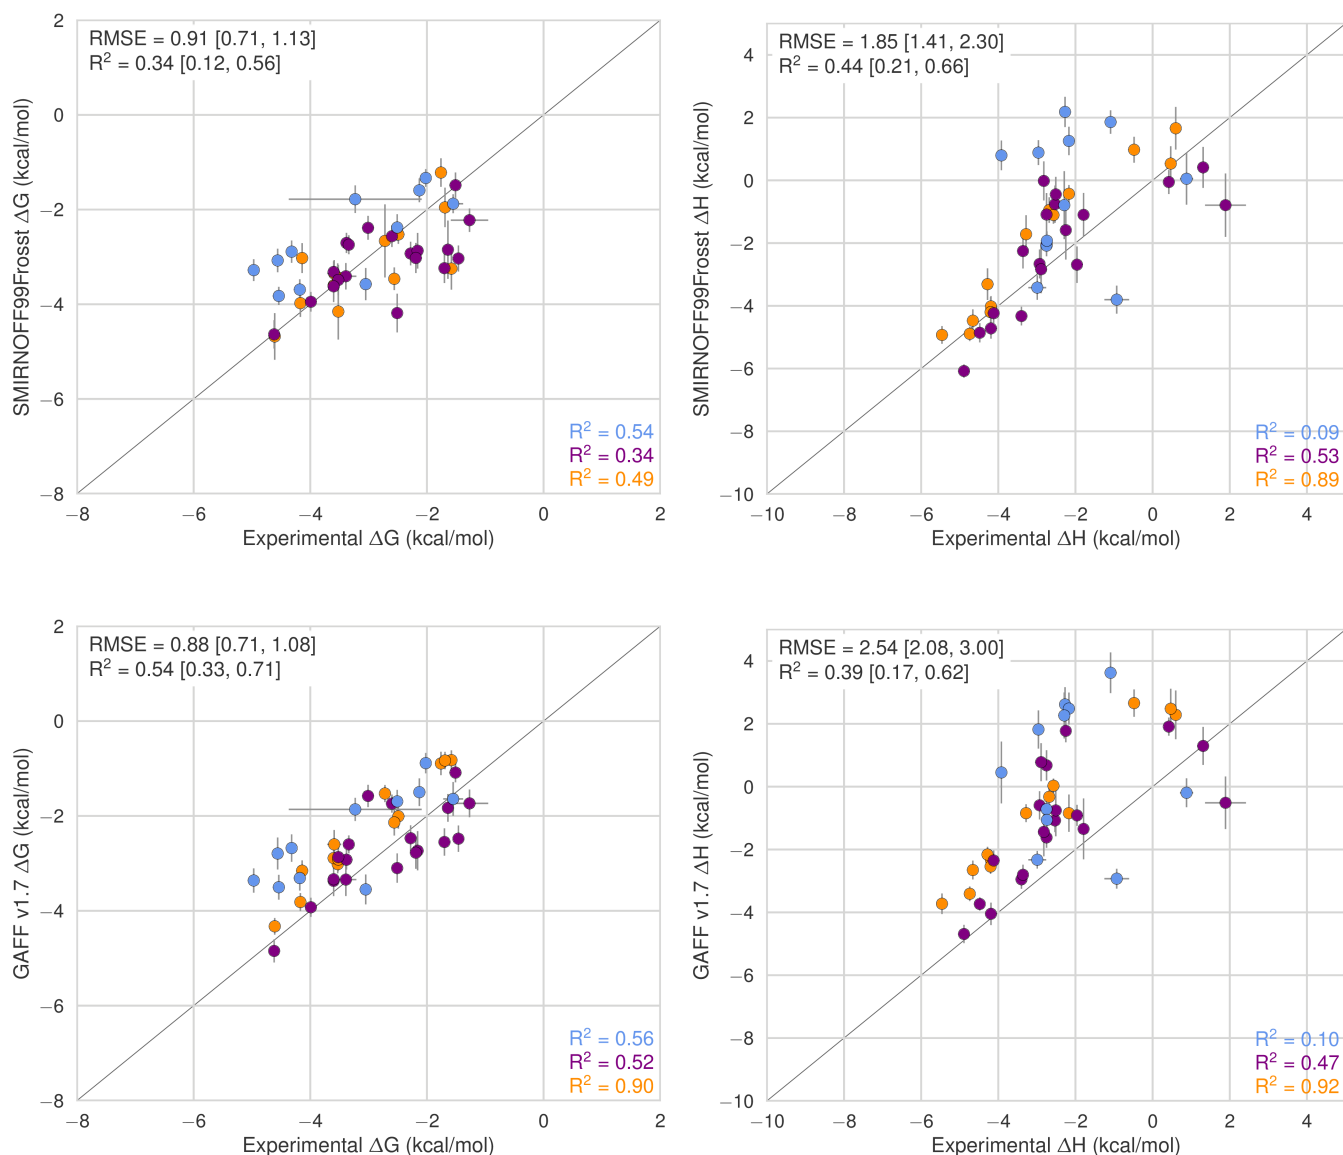 RMSE = 0.91 [0.71, 1.13]
R² = 0.34 [0.12, 0.56]
2
0
−2
−4
−6
−8
SMIRNOFF99Frosst ΔG (kcal/mol)
R² = 0.54
R² = 0.34
R² = 0.49
−8 −6 −4 −2 0 2
Experimental ΔG (kcal/mol)
RMSE = 1.85 [1.41, 2.30]
R² = 0.44 [0.21, 0.66]
4
2
0
−2
−4
−6
−8
−10
SMIRNOFF99Frosst ΔH (kcal/mol)
R² = 0.09
R² = 0.53
R² = 0.89
−10 −8 −6 −4 −2 0 2 4
Experimental ΔH (kcal/mol)
RMSE = 0.88 [0.71, 1.08]
R² = 0.54 [0.33, 0.71]
2
0
−2
−4
−6
−8
GAFF v1.7 ΔG (kcal/mol)
R² = 0.56
R² = 0.52
R² = 0.90
−8 −6 −4 −2 0 2
Experimental ΔG (kcal/mol)
RMSE = 2.54 [2.08, 3.00]
R² = 0.39 [0.17, 0.62]
4
2
0
−2
−4
−6
−8
−10
GAFF v1.7 ΔH (kcal/mol)
R² = 0.10
R² = 0.47
R² = 0.92
−10 −8 −6 −4 −2 0 2 4
Experimental ΔH (kcal/mol)